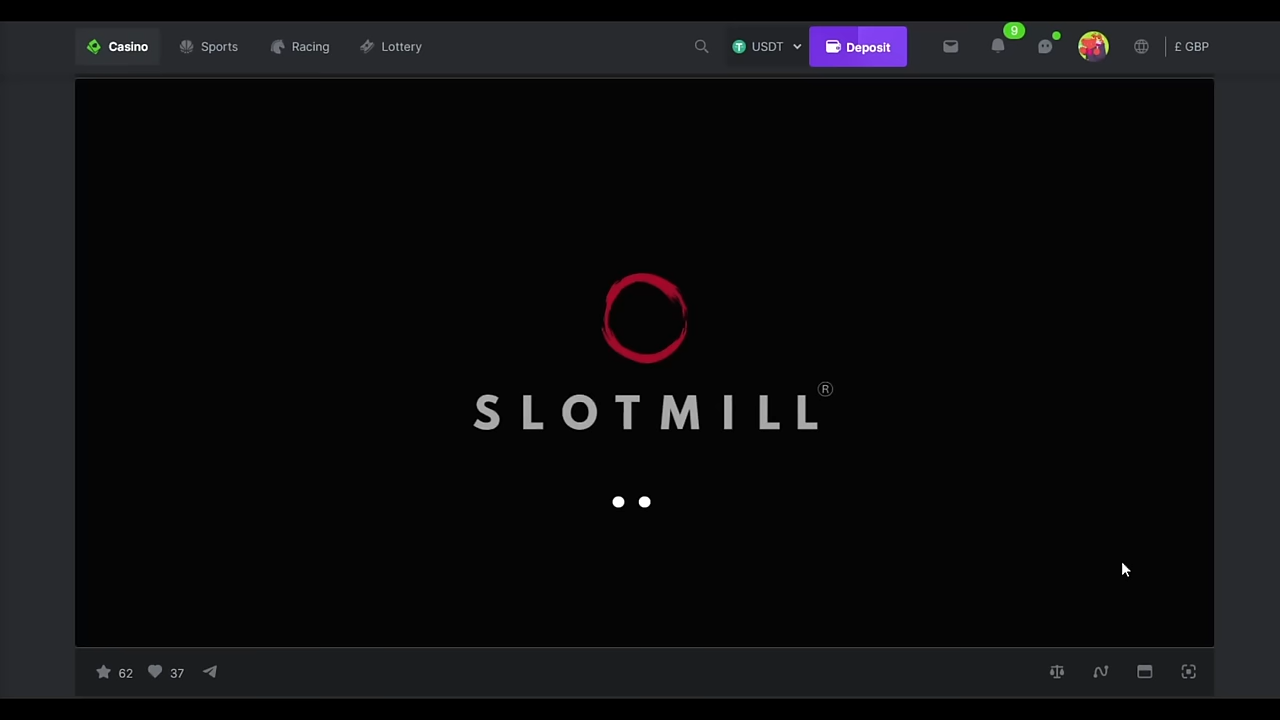 Casino
Sports
Racing
Lottery
USDT
Deposit
9
£ GBP
SLOTMILL®
62
37